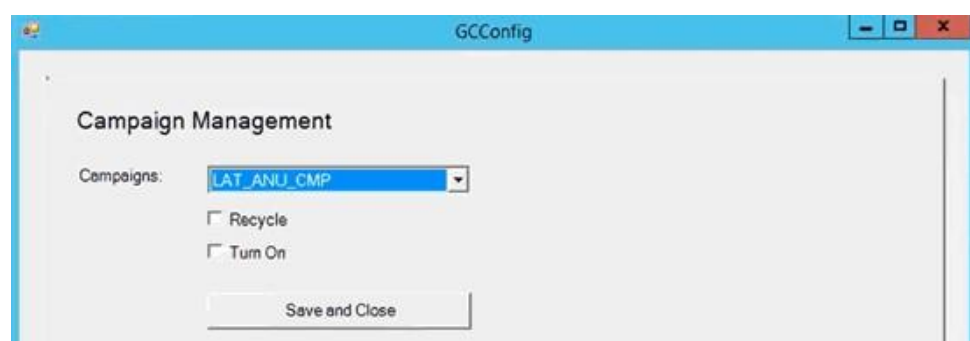 GCConfig
Campaign Management
Campaigns:
LAT_ANU_CMP
Recycle
Turn On
Save and Close